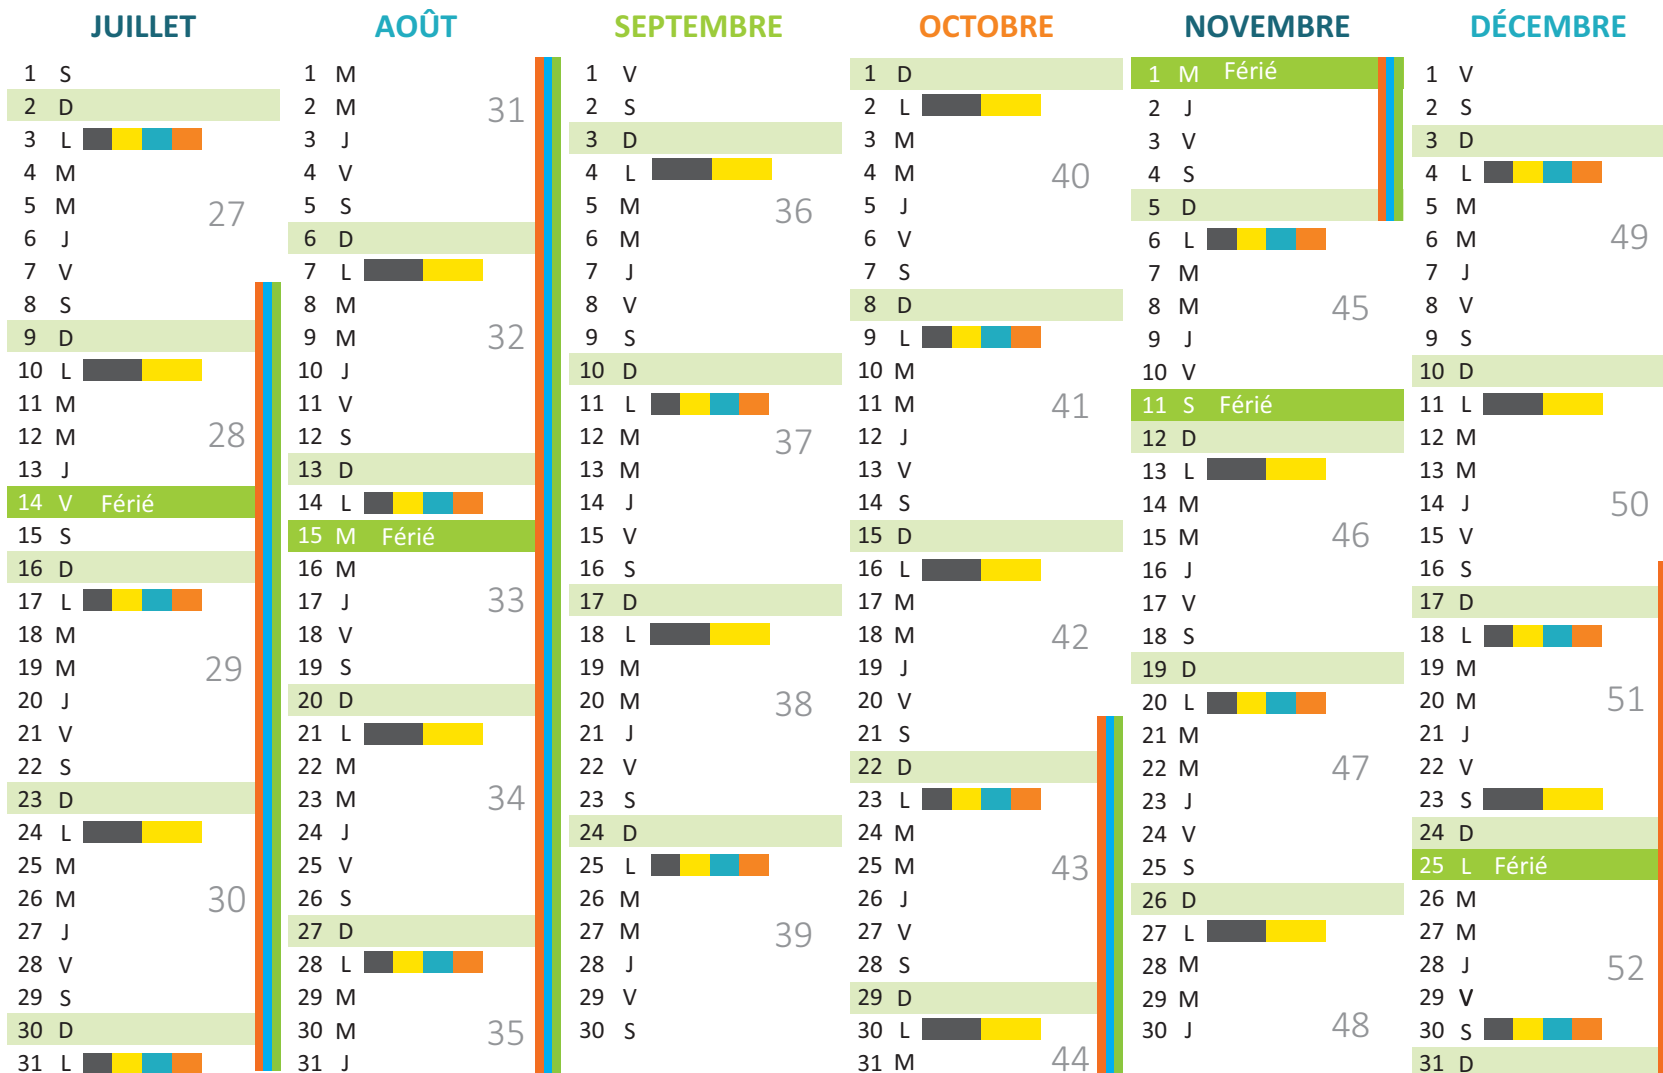 JUILLET
1 S
2 D
3 L
4 M
5 M
27
6 J
7 V
8 S
9 D
10 L
11 M
12 M
28
13 J
14 V Férié
15 S
16 D
17 L
18 M
19 M
29
20 J
21 V
22 S
23 D
24 L
25 M
26 M
30
27 J
28 V
29 S
30 D
31 L
AOÛT
1 M
2 M
31
3 J
4 V
5 S
6 D
7 L
8 M
9 M
32
10 J
11 V
12 S
13 D
14 L
15 M Férié
16 M
17 J
33
18 V
19 S
20 D
21 L
22 M
23 M
34
24 J
25 V
26 S
27 D
28 L
29 M
30 M
35
31 J
SEPTEMBRE
1 V
2 S
3 D
4 L
5 M
36
6 M
7 J
8 V
9 S
10 D
11 L
12 M
37
13 M
14 J
15 V
16 S
17 D
18 L
19 M
20 M
38
21 J
22 V
23 S
24 D
25 L
26 M
27 M
39
28 J
29 V
30 S
OCTOBRE
1 D
2 L
3 M
4 M
40
5 J
6 V
7 S
8 D
9 L
10 M
11 M
41
12 J
13 V
14 S
15 D
16 L
17 M
18 M
42
19 J
20 V
21 S
22 D
23 L
24 M
25 M
43
26 J
27 V
28 S
29 D
30 L
31 M
44
NOVEMBRE
1 M Férié
2 J
3 V
4 S
5 D
6 L
7 M
8 M
45
9 J
10 V
11 S Férié
12 D
13 L
14 M
15 M
46
16 J
17 V
18 S
19 D
20 L
21 M
22 M
47
23 J
24 V
25 S
26 D
27 L
28 M
29 M
30 J
48
DÉCEMBRE
1 V
2 S
3 D
4 L
5 M
6 M
49
7 J
8 V
9 S
10 D
11 L
12 M
13 M
14 J
50
15 V
16 S
17 D
18 L
19 M
20 M
51
21 J
22 V
23 S
24 D
25 L Férié
26 M
27 M
28 J
52
29 V
30 S
31 D